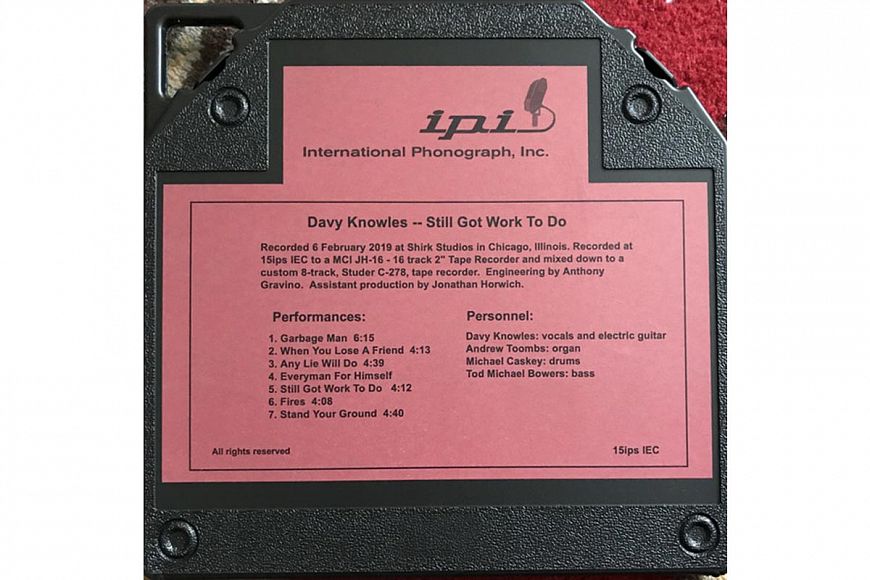 ipi
International Phonograph, Inc.
Davy Knowles -- Still Got Work To Do
Recorded 6 February 2019 at Shirk Studios in Chicago, Illinois. Recorded at
15ips IEC to a MCI JH-16 - 16 track 2" Tape Recorder and mixed down to a
custom 8-track, Studer C-278, tape recorder. Engineering by Anthony
Gravino. Assistant production by Jonathan Horwich.
Performances:
1. Garbage Man 6:15
2. When You Lose A Friend 4:13
3. Any Lie Will Do 4:39
4. Everyman For Himself
5. Still Got Work To Do 4:12
6. Fires 4:08
7. Stand Your Ground 4:40
Personnel:
Davy Knowles: vocals and electric guitar
Andrew Toombs: organ
Michael Caskey: drums
Tod Michael Bowers: bass
All rights reserved
15ips IEC